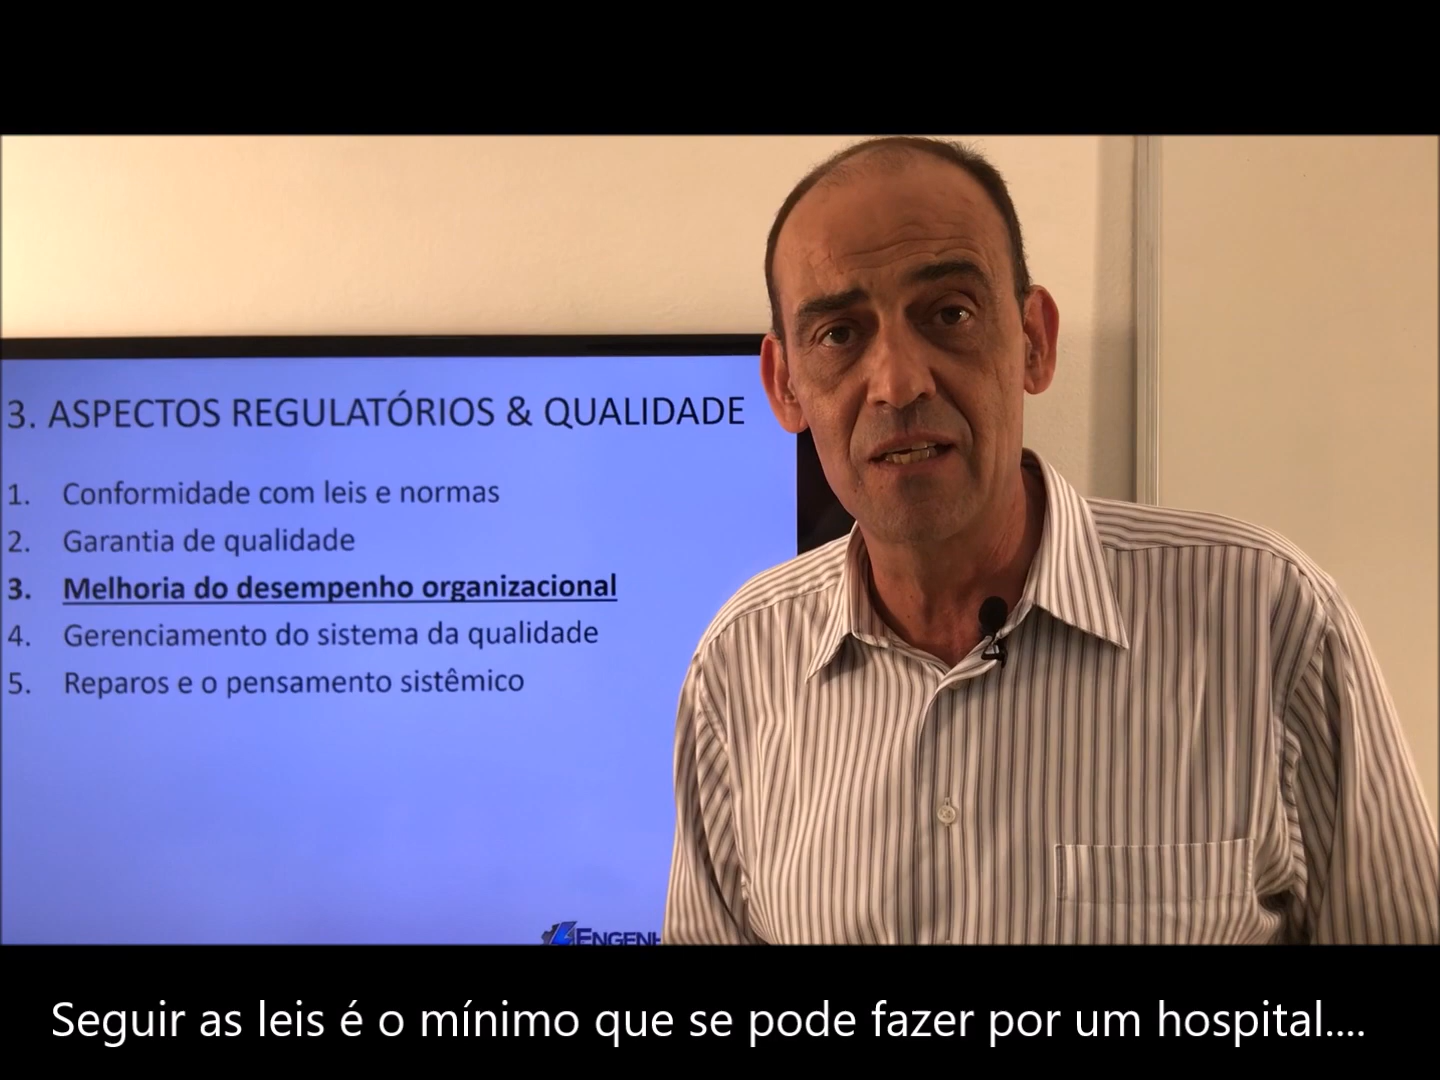 3. ASPECTOS REGULATÓRIOS & QUALIDADE
1. Conformidade com leis e normas
2. Garantia de qualidade
3. Melhoria do desempenho organizacional
4. Gerenciamento do sistema da qualidade
5. Reparos e o pensamento sistêmico
Seguir as leis é o mínimo que se pode fazer por um hospital....